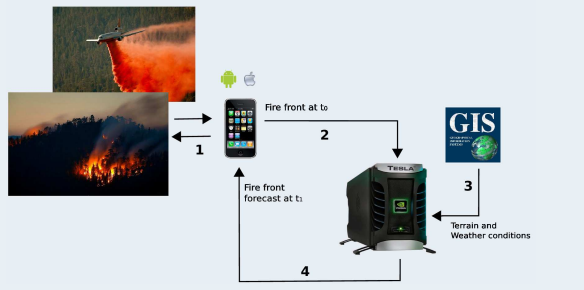 Fire front at t₀
1
2
GIS
3
TESLA
Fire front
forecast at t₁
Terrain and
Weather conditions
4